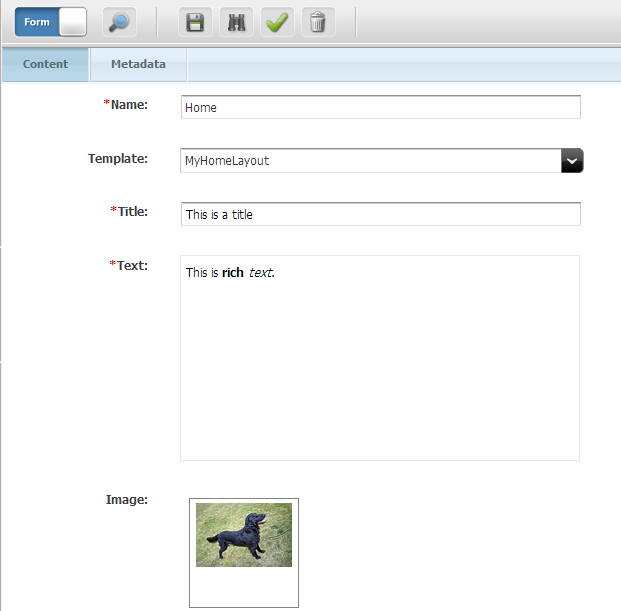 Form
Content Metadata
*Name: Home
Template: MyHomeLayout
*Title: This is a title
*Text: This is rich text.
Image: